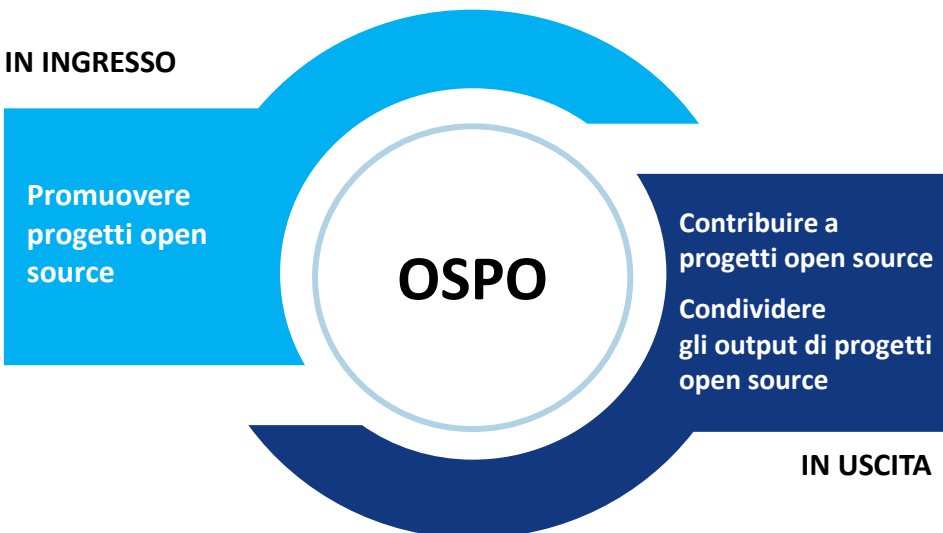 IN INGRESSO
Promuovere
progetti open
source
OSPO
Contribuire a
progetti open source
Condividere
gli output di progetti
open source
IN USCITA